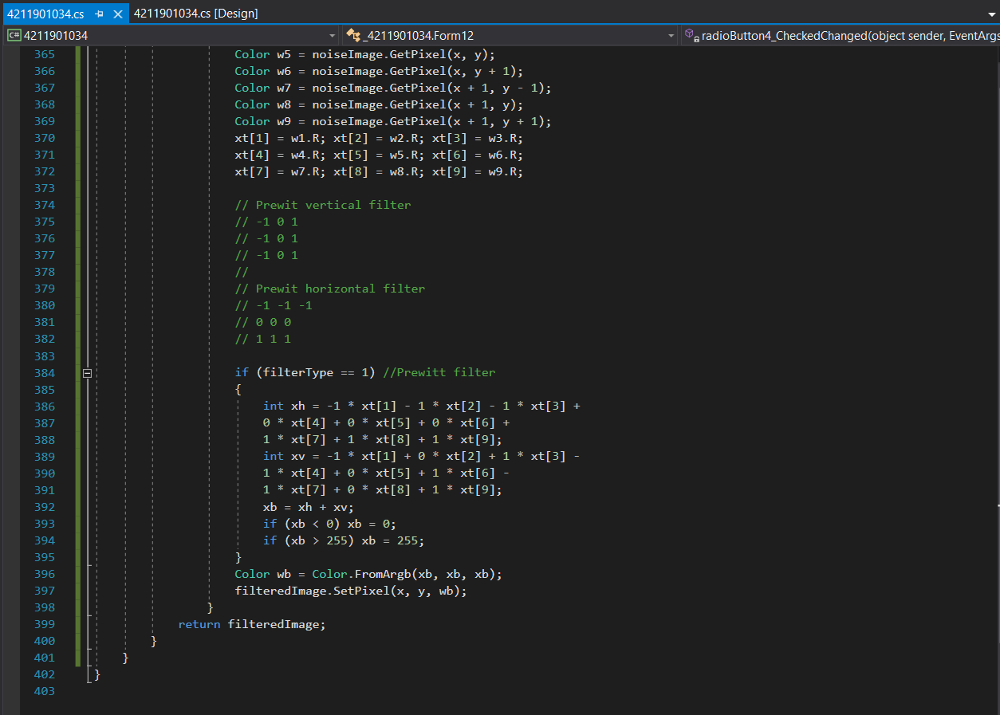 4211901034.cs 4211901034.cs [Design]
C# 4211901034 _4211901034.Form12 radioButton4_CheckedChanged(object sender, EventArgs
365 Color w5 = noiseImage.GetPixel(x, y);
366 Color w6 = noiseImage.GetPixel(x, y + 1);
367 Color w7 = noiseImage.GetPixel(x + 1, y - 1);
368 Color w8 = noiseImage.GetPixel(x + 1, y);
369 Color w9 = noiseImage.GetPixel(x + 1, y + 1);
370 xt[1] = w1.R; xt[2] = w2.R; xt[3] = w3.R;
371 xt[4] = w4.R; xt[5] = w5.R; xt[6] = w6.R;
372 xt[7] = w7.R; xt[8] = w8.R; xt[9] = w9.R;
373
374 // Prewit vertical filter
375 // -1 0 1
376 // -1 0 1
377 // -1 0 1
378 //
379 // Prewit horizontal filter
380 // -1 -1 -1
381 // 0 0 0
382 // 1 1 1
383
384 if (filterType == 1) //Prewitt filter
385 {
386 int xh = -1 * xt[1] - 1 * xt[2] - 1 * xt[3] +
387 0 * xt[4] + 0 * xt[5] + 0 * xt[6] +
388 1 * xt[7] + 1 * xt[8] + 1 * xt[9];
389 int xv = -1 * xt[1] + 0 * xt[2] + 1 * xt[3] -
390 1 * xt[4] + 0 * xt[5] + 1 * xt[6] -
391 1 * xt[7] + 0 * xt[8] + 1 * xt[9];
392 xb = xh + xv;
393 if (xb < 0) xb = 0;
394 if (xb > 255) xb = 255;
395 }
396 Color wb = Color.FromArgb(xb, xb, xb);
397 filteredImage.SetPixel(x, y, wb);
398 }
399 return filteredImage;
400 }
401 }
402 }
403